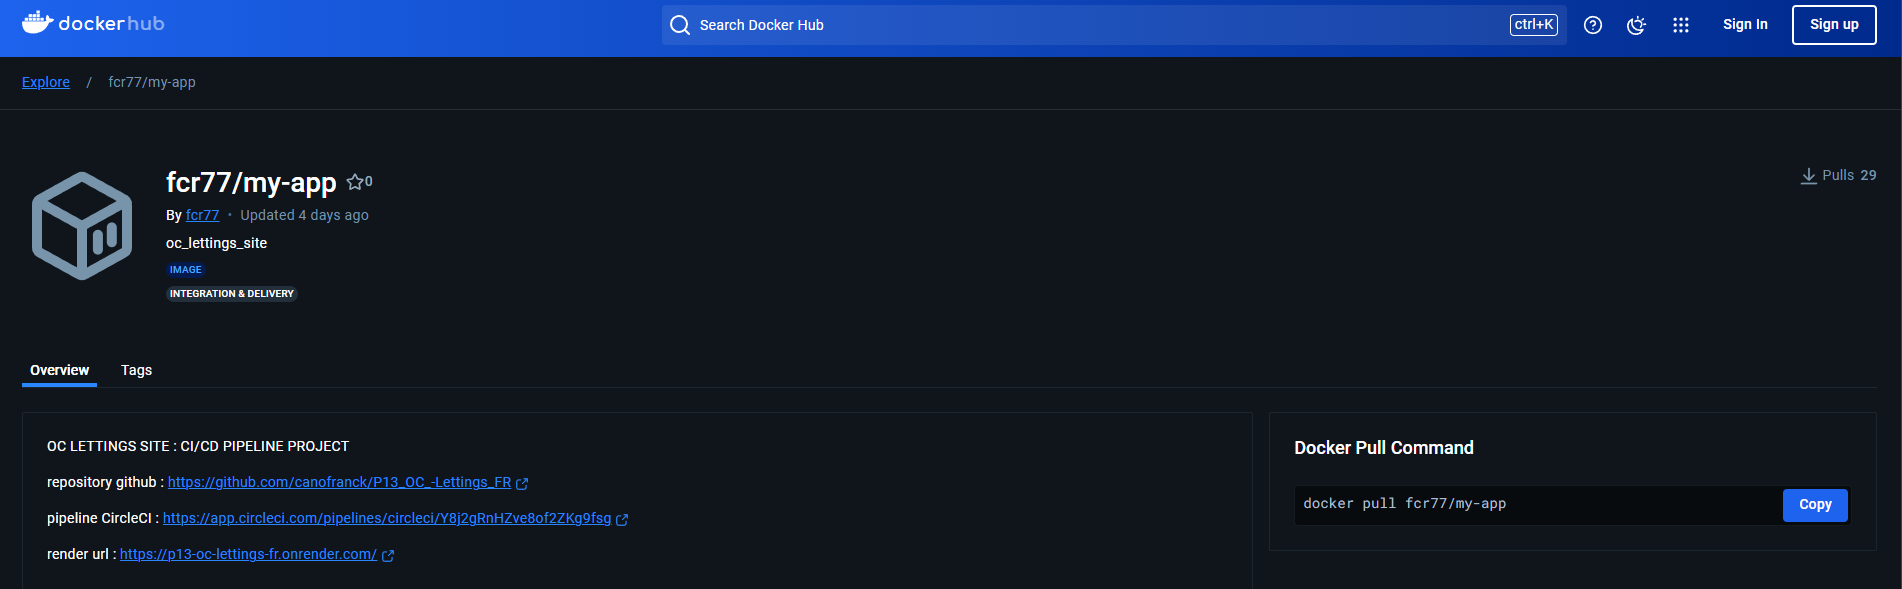 dockerhub
Search Docker Hub
ctrl+K
Sign In
Sign up
Explore / fcr77/my-app
fcr77/my-app 0
Pulls 29
By fcr77 • Updated 4 days ago
oc_lettings_site
IMAGE
INTEGRATION & DELIVERY
Overview
Tags
OC LETTINGS SITE : CI/CD PIPELINE PROJECT
repository github : https://github.com/canofranck/P13_OC_-Lettings_FR
pipeline CircleCI : https://app.circleci.com/pipelines/circleci/Y8j2gRnHZve8of2ZKg9fsg
render url : https://p13-oc-lettings-fr.onrender.com/
Docker Pull Command
docker pull fcr77/my-app
Copy